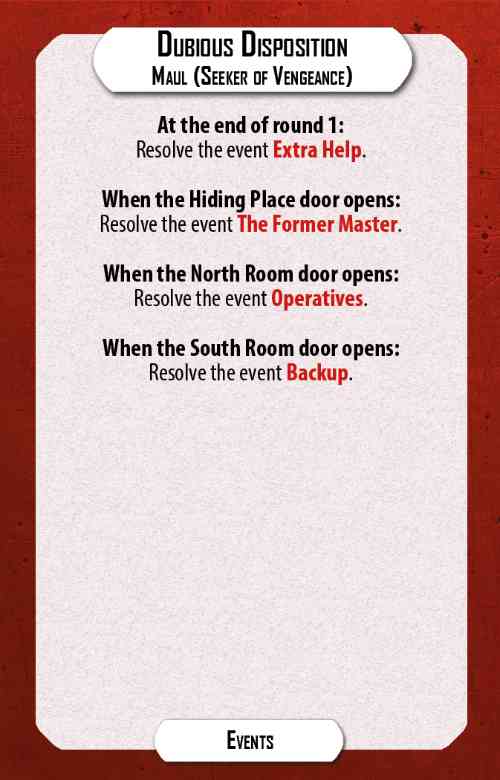 Dubious Disposition
Maul (Seeker of Vengeance)
At the end of round 1:
Resolve the event Extra Help.
When the Hiding Place door opens:
Resolve the event The Former Master.
When the North Room door opens:
Resolve the event Operatives.
When the South Room door opens:
Resolve the event Backup.
Events